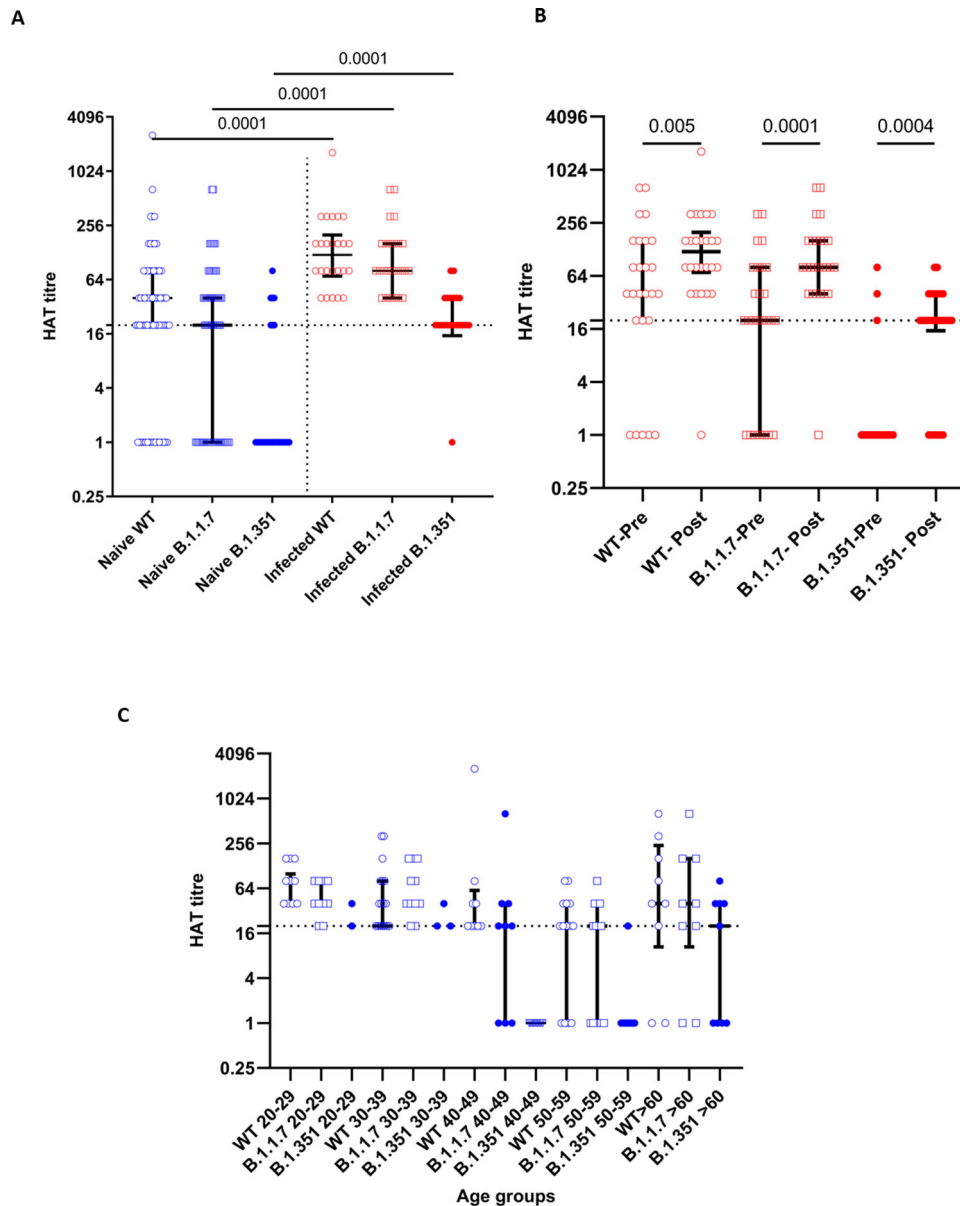 A
0.0001
0.0001
0.0001
4096
1024
256
64
16
4
1
0.25
HAT titre
Naive WT
Naive B.1.1.7
Naive B.1.351
Infected WT
Infected B.1.1.7
Infected B.1.351
B
0.005
0.0001
0.0004
4096
1024
256
64
16
4
1
0.25
HAT titre
WT-Pre
WT- Post
B.1.1.7-Pre
B.1.1.7- Post
B.1.351-Pre
B.1.351- Post
C
4096
1024
256
64
16
4
1
0.25
HAT titre
WT 20-29
B.1.1.7 20-29
B.1.351 20-29
WT 30-39
B.1.1.7 30-39
B.1.351 30-39
WT 40-49
B.1.1.7 40-49
B.1.351 40-49
WT 50-59
B.1.1.7 50-59
B.1.351 50-59
WT>60
B.1.1.7 >60
B.1.351 >60
Age groups